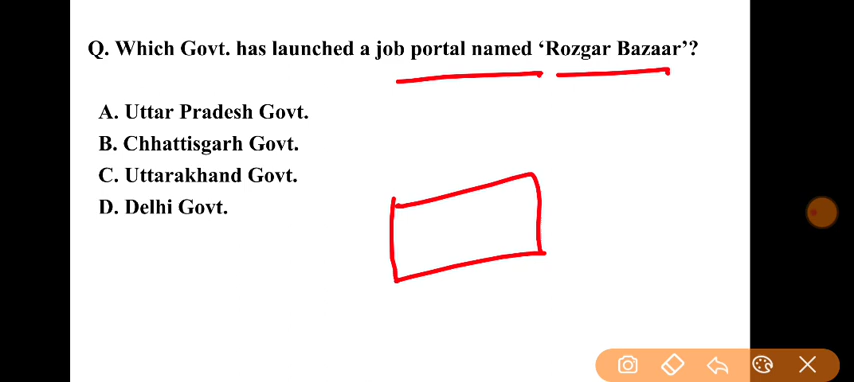 Q. Which Govt. has launched a job portal named ‘Rozgar Bazaar’?
A. Uttar Pradesh Govt.
B. Chhattisgarh Govt.
C. Uttarakhand Govt.
D. Delhi Govt.